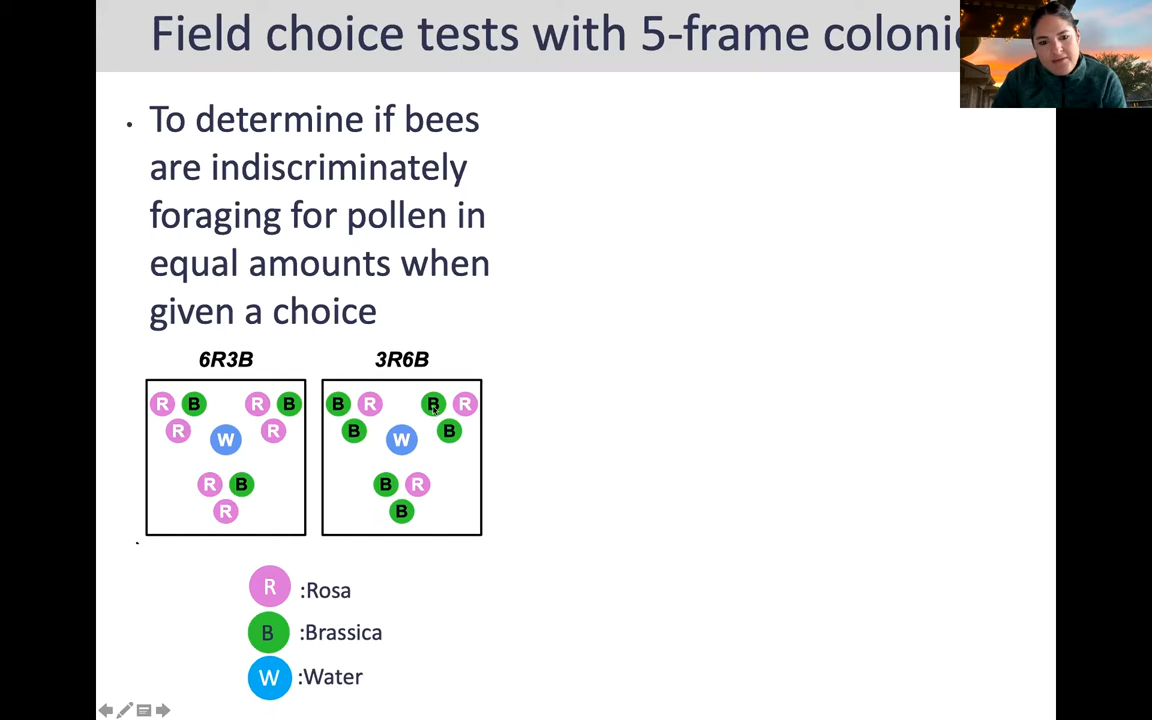 Field choice tests with 5-frame coloni
• To determine if bees
are indiscriminately
foraging for pollen in
equal amounts when
given a choice
6R3B 3R6B
R B R B B R B R
R R B B
W W
R B B R
R B
R :Rosa
B :Brassica
W :Water